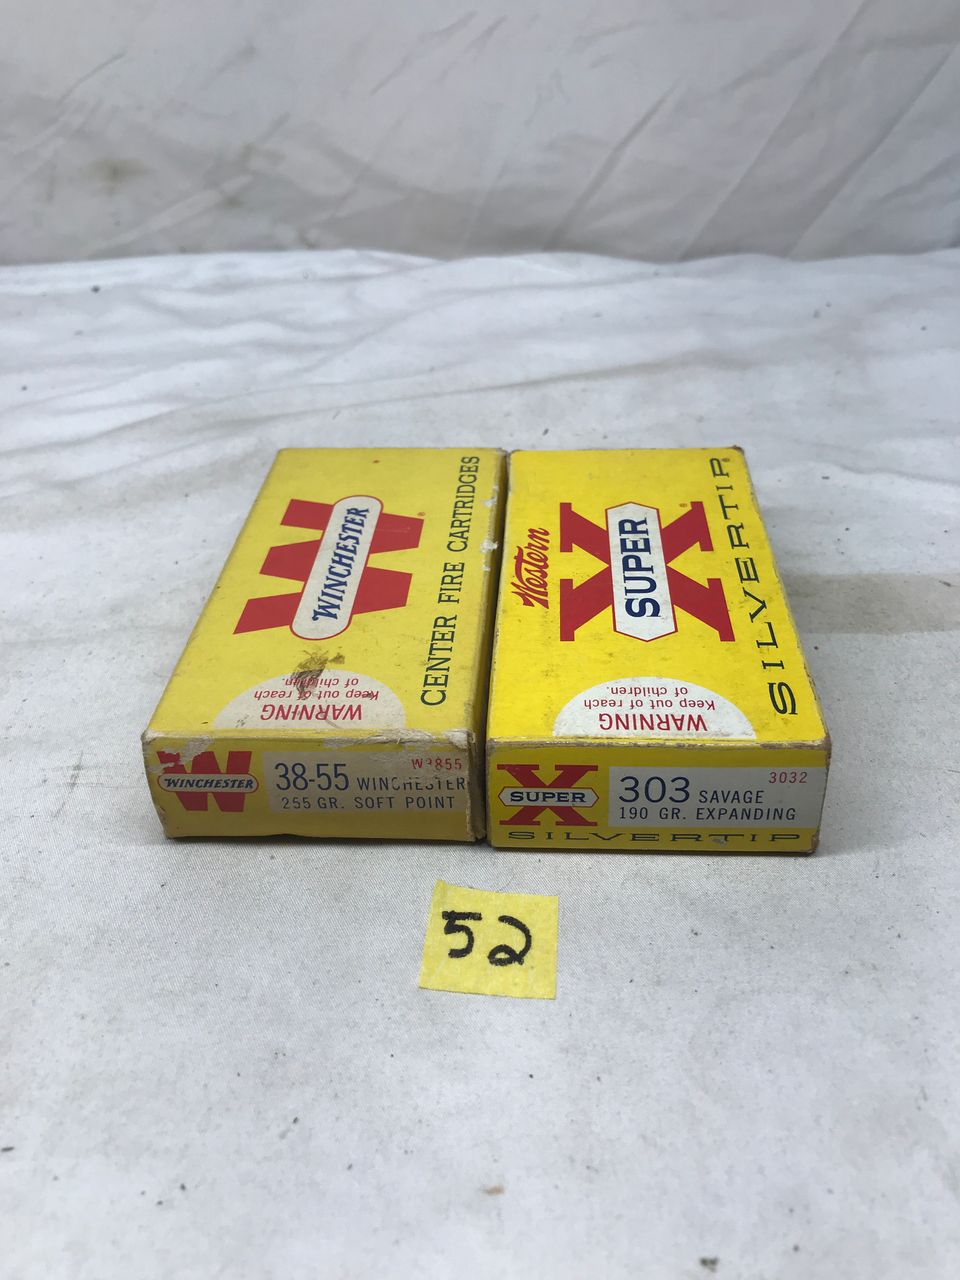 WINCHESTER
CENTER FIRE CARTRIDGES
WARNING
Keep out of reach
of children.
WINCHESTER
38-55 WINCHESTER
255 GR. SOFT POINT
Western
SUPER X
SILVERTIP
WARNING
Keep out of reach
of children.
SUPER X
303 SAVAGE
3032
190 GR. EXPANDING
SILVERTIP
52